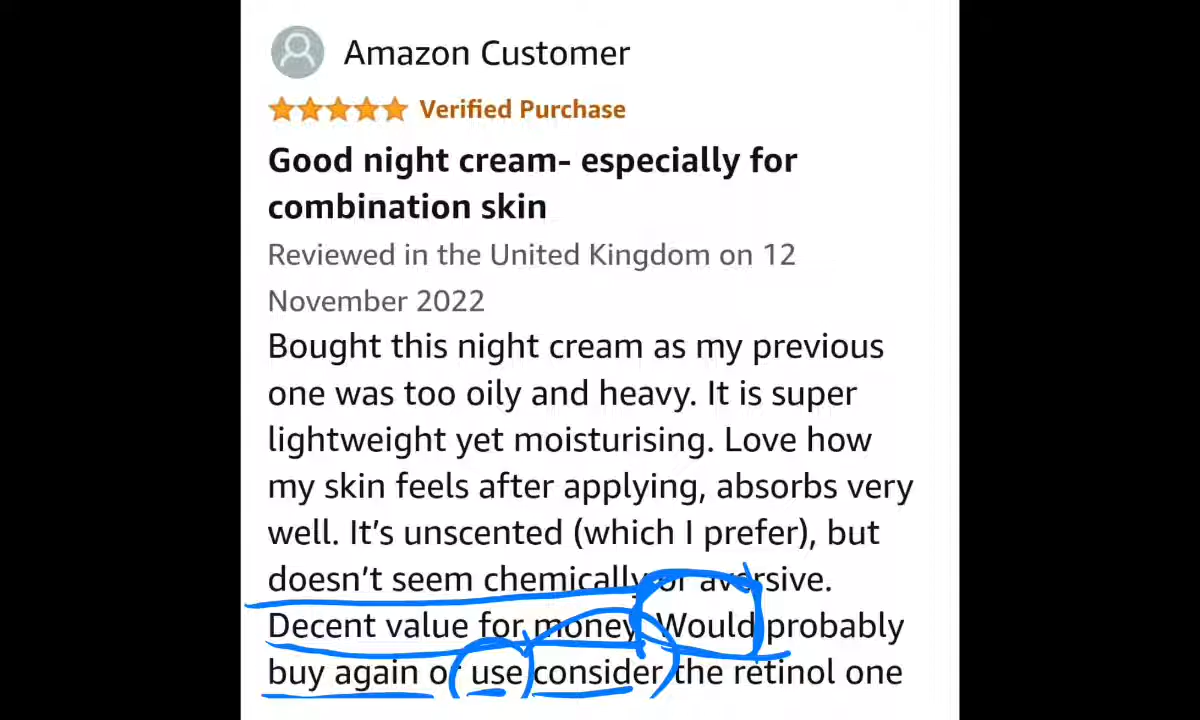 Amazon Customer
Verified Purchase
Good night cream- especially for
combination skin
Reviewed in the United Kingdom on 12
November 2022
Bought this night cream as my previous
one was too oily and heavy. It is super
lightweight yet moisturising. Love how
my skin feels after applying, absorbs very
well. It’s unscented (which I prefer), but
doesn’t seem chemically or aversive.
Decent value for money. Would probably
buy again or use consider the retinol one